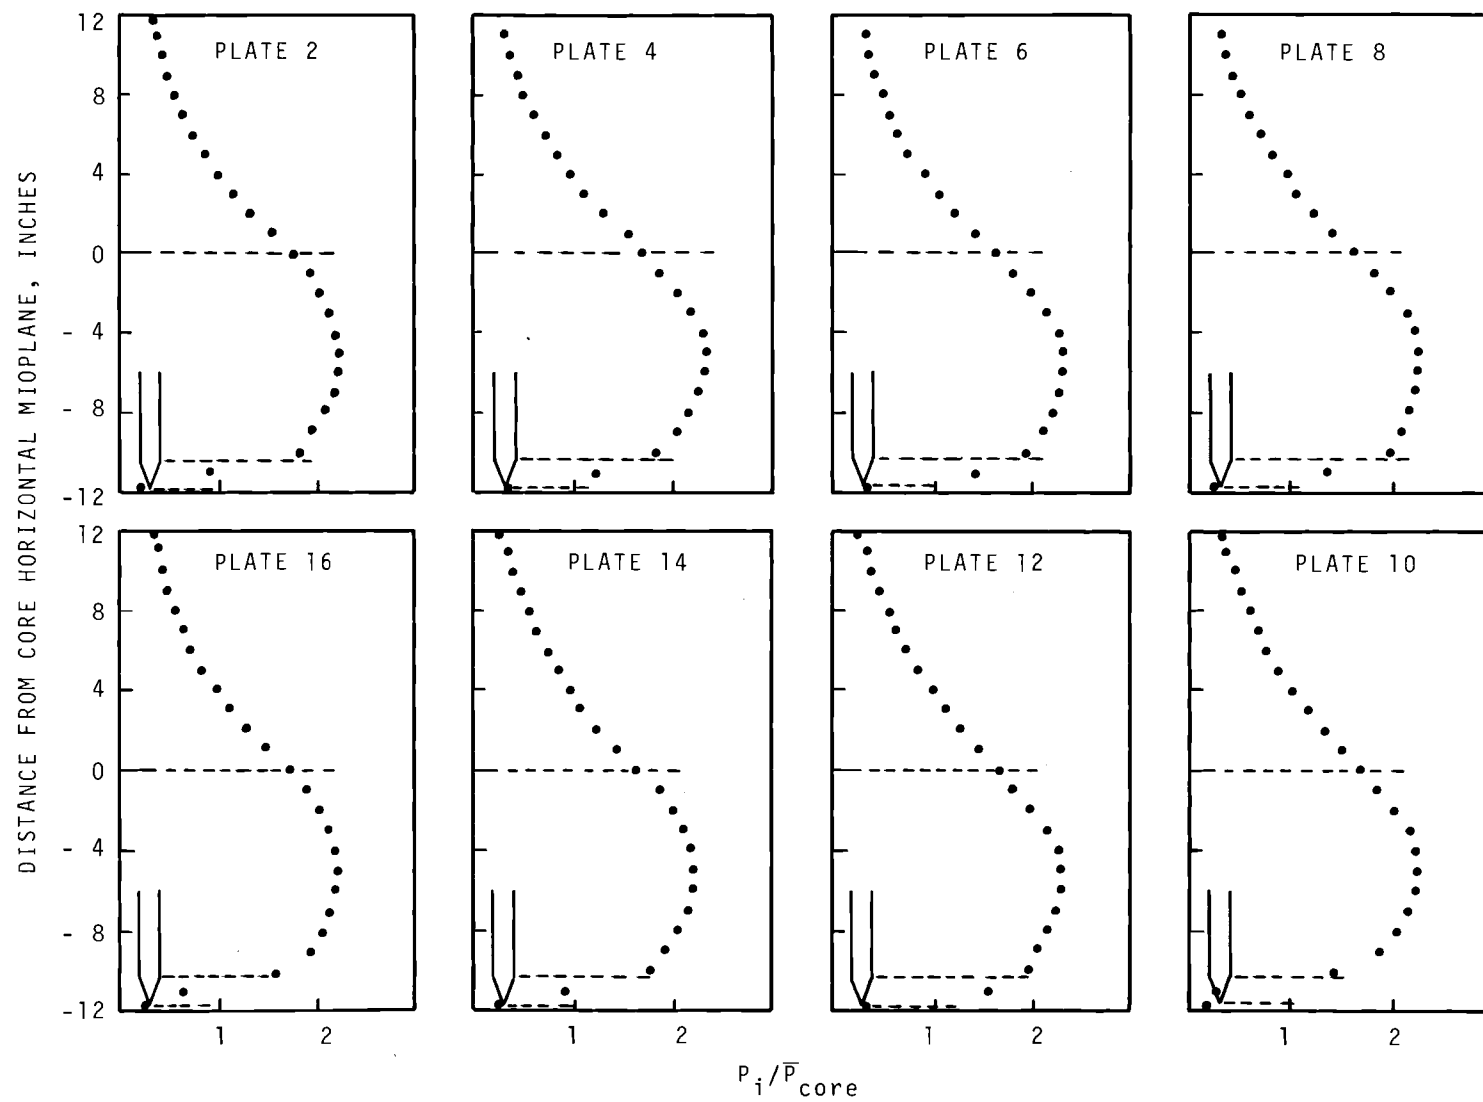 DISTANCE FROM CORE HORIZONTAL MIOPLANE, INCHES
PLATE 2
PLATE 4
PLATE 6
PLATE 8
12
8
4
0
- 4
- 8
-12
PLATE 16
PLATE 14
PLATE 12
PLATE 10
12
8
4
0
- 4
- 8
-12
1 2
1 2
1 2
1 2
Pi/P̅core